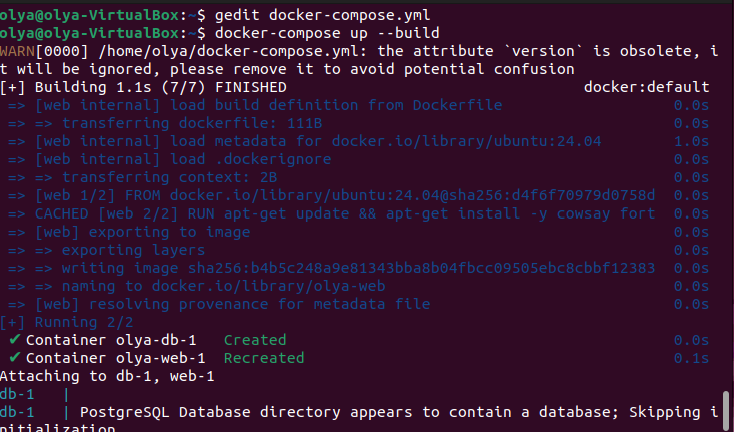 olya@olya-VirtualBox:~$ gedit docker-compose.yml
olya@olya-VirtualBox:~$ docker-compose up --build
WARN[0000] /home/olya/docker-compose.yml: the attribute `version` is obsolete, i
t will be ignored, please remove it to avoid potential confusion
[+] Building 1.1s (7/7) FINISHED docker:default
=> [web internal] load build definition from Dockerfile 0.0s
=> => transferring dockerfile: 111B 0.0s
=> [web internal] load metadata for docker.io/library/ubuntu:24.04 1.0s
=> [web internal] load .dockerignore 0.0s
=> => transferring context: 2B 0.0s
=> [web 1/2] FROM docker.io/library/ubuntu:24.04@sha256:d4f6f70979d0758d 0.0s
=> CACHED [web 2/2] RUN apt-get update && apt-get install -y cowsay fort 0.0s
=> [web] exporting to image 0.0s
=> => exporting layers 0.0s
=> => writing image sha256:b4b5c248a9e81343bba8b04fbcc09505ebc8cbbf12383 0.0s
=> => naming to docker.io/library/olya-web 0.0s
=> [web] resolving provenance for metadata file 0.0s
[+] Running 2/2
✔ Container olya-db-1 Created 0.0s
✔ Container olya-web-1 Recreated 0.1s
Attaching to db-1, web-1
db-1 |
db-1 | PostgreSQL Database directory appears to contain a database; Skipping i
nitialization